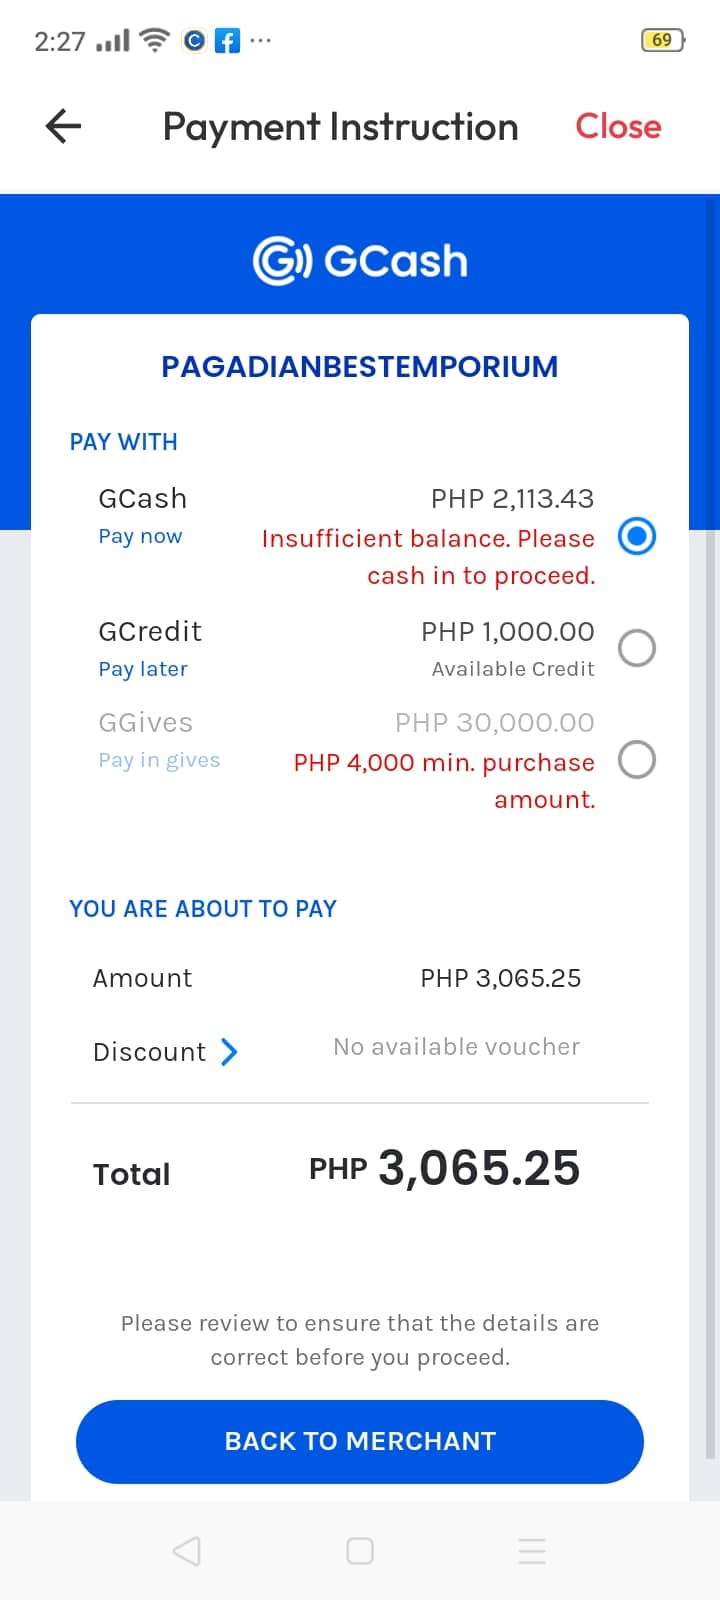 2:27
69
Payment Instruction
Close
GCash
PAGADIANBESTEMPORIUM
PAY WITH
GCash PHP 2,113.43
Pay now Insufficient balance. Please
cash in to proceed.
GCredit PHP 1,000.00
Pay later Available Credit
GGives PHP 30,000.00
Pay in gives PHP 4,000 min. purchase
amount.
YOU ARE ABOUT TO PAY
Amount PHP 3,065.25
Discount No available voucher
Total PHP 3,065.25
Please review to ensure that the details are
correct before you proceed.
BACK TO MERCHANT